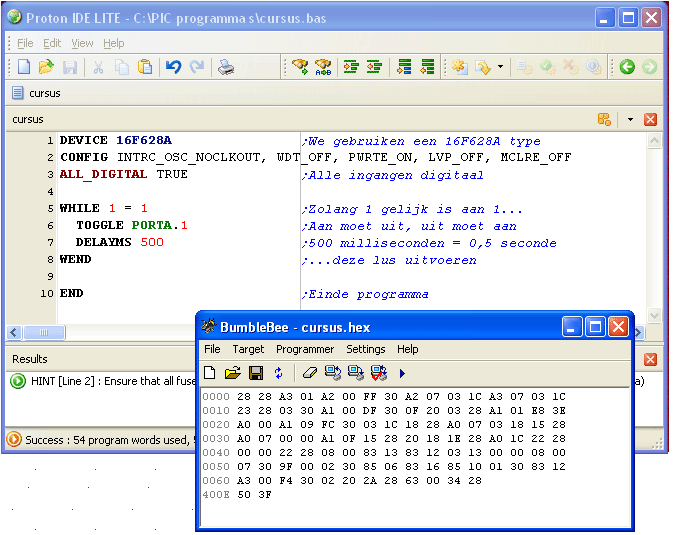 Proton IDE LITE - C:\PIC programma's\cursus.bas
File Edit View Help
cursus
cursus
1 DEVICE 16F628A ;We gebruiken een 16F628A type
2 CONFIG INTRC_OSC_NOCLKOUT, WDT_OFF, PWRTE_ON, LVP_OFF, MCLRE_OFF
3 ALL_DIGITAL TRUE ;Alle ingangen digitaal
4
5 WHILE 1 = 1 ;Zolang 1 gelijk is aan 1...
6 TOGGLE PORTA.1 ;Aan moet uit, uit moet aan
7 DELAYMS 500 ;500 milliseconden = 0,5 seconde
8 WEND ;...deze lus uitvoeren
9
10 END ;Einde programma
Results
HINT [Line 2] : Ensure that all fuse
Success : 54 program words used,
BumbleBee - cursus.hex
File Target Programmer Settings Help
0000 28 28 A3 01 A2 00 FF 30 A2 07 03 1C A3 07 03 1C
0010 23 28 03 30 A1 00 DF 30 0F 20 03 28 A1 01 E8 3E
0020 A0 00 A1 09 FC 30 03 1C 18 28 A0 07 03 18 15 28
0030 A0 07 00 00 A1 0F 15 28 20 18 1E 28 A0 1C 22 28
0040 00 00 22 28 08 00 83 13 83 12 03 13 00 00 08 00
0050 07 30 9F 00 02 30 85 06 83 16 85 10 01 30 83 12
0060 A3 00 F4 30 02 20 2A 28 63 00 34 28
400E 50 3F